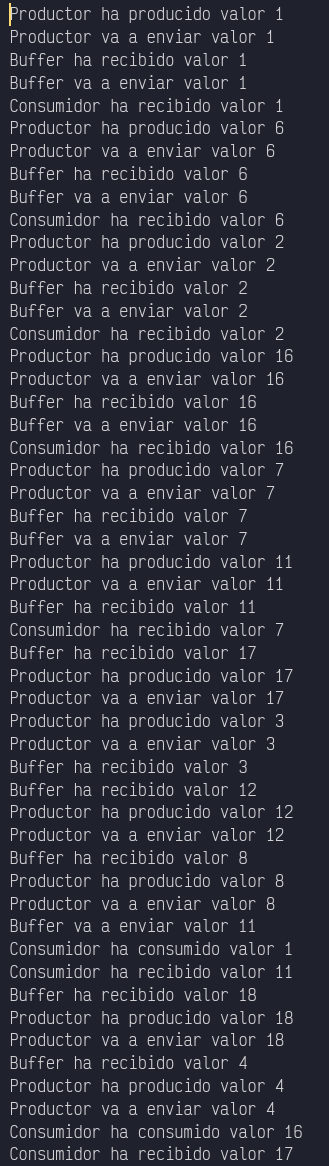 Productor ha producido valor 1
Productor va a enviar valor 1
Buffer ha recibido valor 1
Buffer va a enviar valor 1
Consumidor ha recibido valor 1
Productor ha producido valor 6
Productor va a enviar valor 6
Buffer ha recibido valor 6
Buffer va a enviar valor 6
Consumidor ha recibido valor 6
Productor ha producido valor 2
Productor va a enviar valor 2
Buffer ha recibido valor 2
Buffer va a enviar valor 2
Consumidor ha recibido valor 2
Productor ha producido valor 16
Productor va a enviar valor 16
Buffer ha recibido valor 16
Buffer va a enviar valor 16
Consumidor ha recibido valor 16
Productor ha producido valor 7
Productor va a enviar valor 7
Buffer ha recibido valor 7
Buffer va a enviar valor 7
Productor ha producido valor 11
Productor va a enviar valor 11
Buffer ha recibido valor 11
Consumidor ha recibido valor 7
Buffer ha recibido valor 17
Productor ha producido valor 17
Productor va a enviar valor 17
Productor ha producido valor 3
Productor va a enviar valor 3
Buffer ha recibido valor 3
Buffer ha recibido valor 12
Productor ha producido valor 12
Productor va a enviar valor 12
Buffer ha recibido valor 8
Productor ha producido valor 8
Productor va a enviar valor 8
Buffer va a enviar valor 11
Consumidor ha consumido valor 1
Consumidor ha recibido valor 11
Buffer ha recibido valor 18
Productor ha producido valor 18
Productor va a enviar valor 18
Buffer ha recibido valor 4
Productor ha producido valor 4
Productor va a enviar valor 4
Consumidor ha consumido valor 16
Consumidor ha recibido valor 17